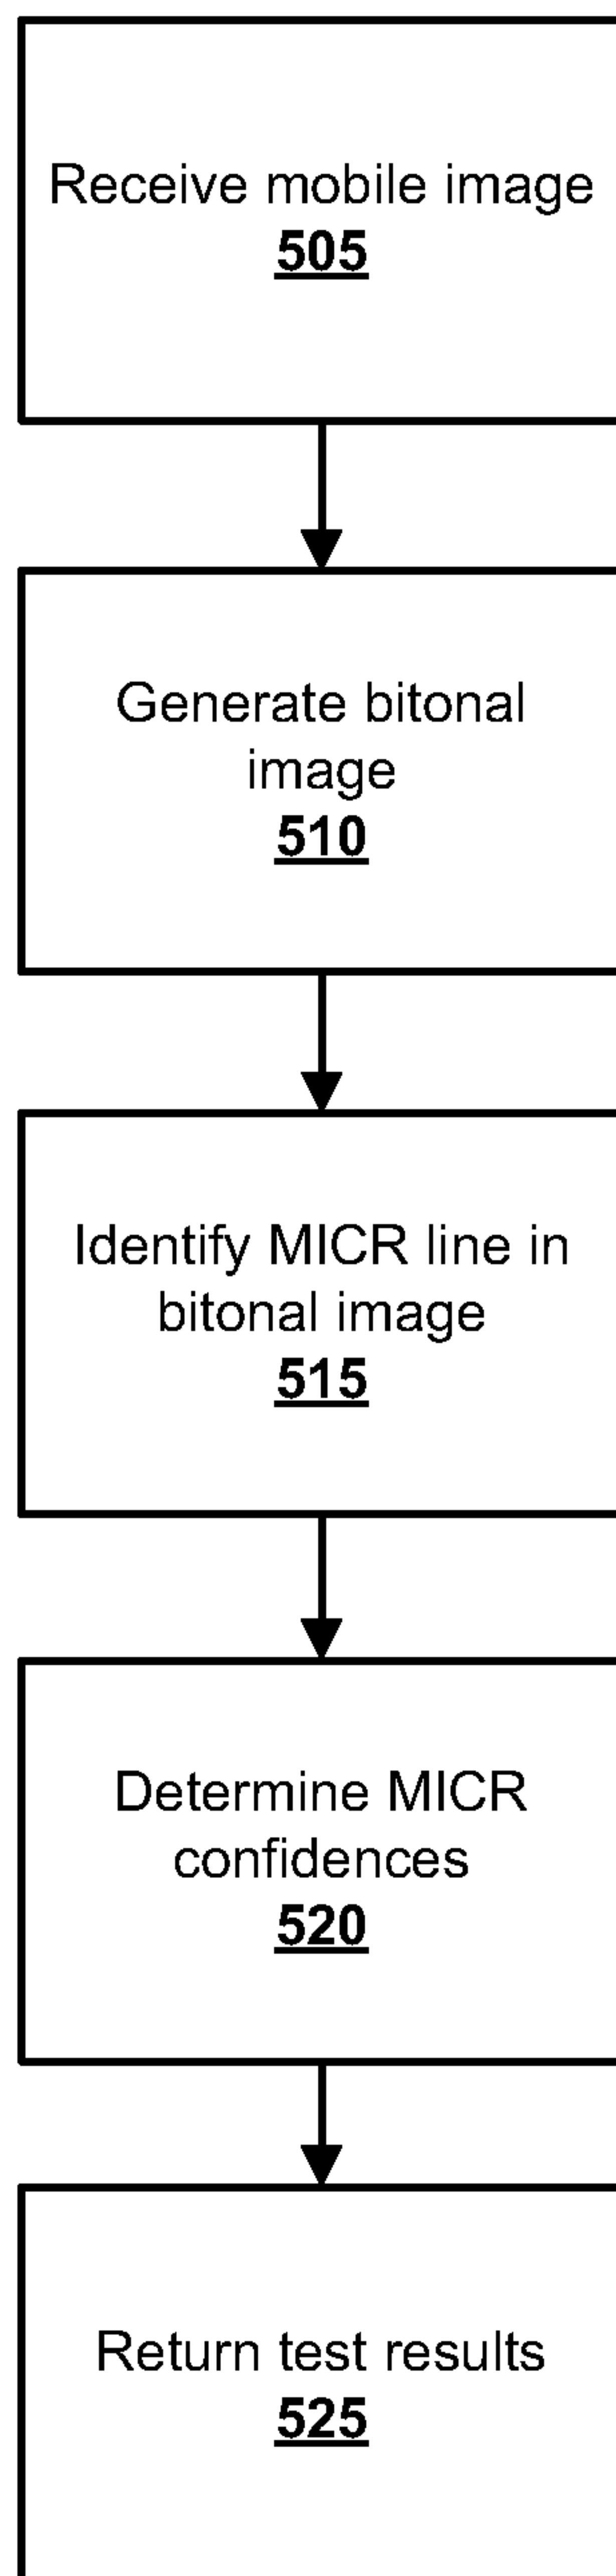 Receive mobile image
505
Generate bitonal
image
510
Identify MICR line in
bitonal image
515
Determine MICR
confidences
520
Return test results
525